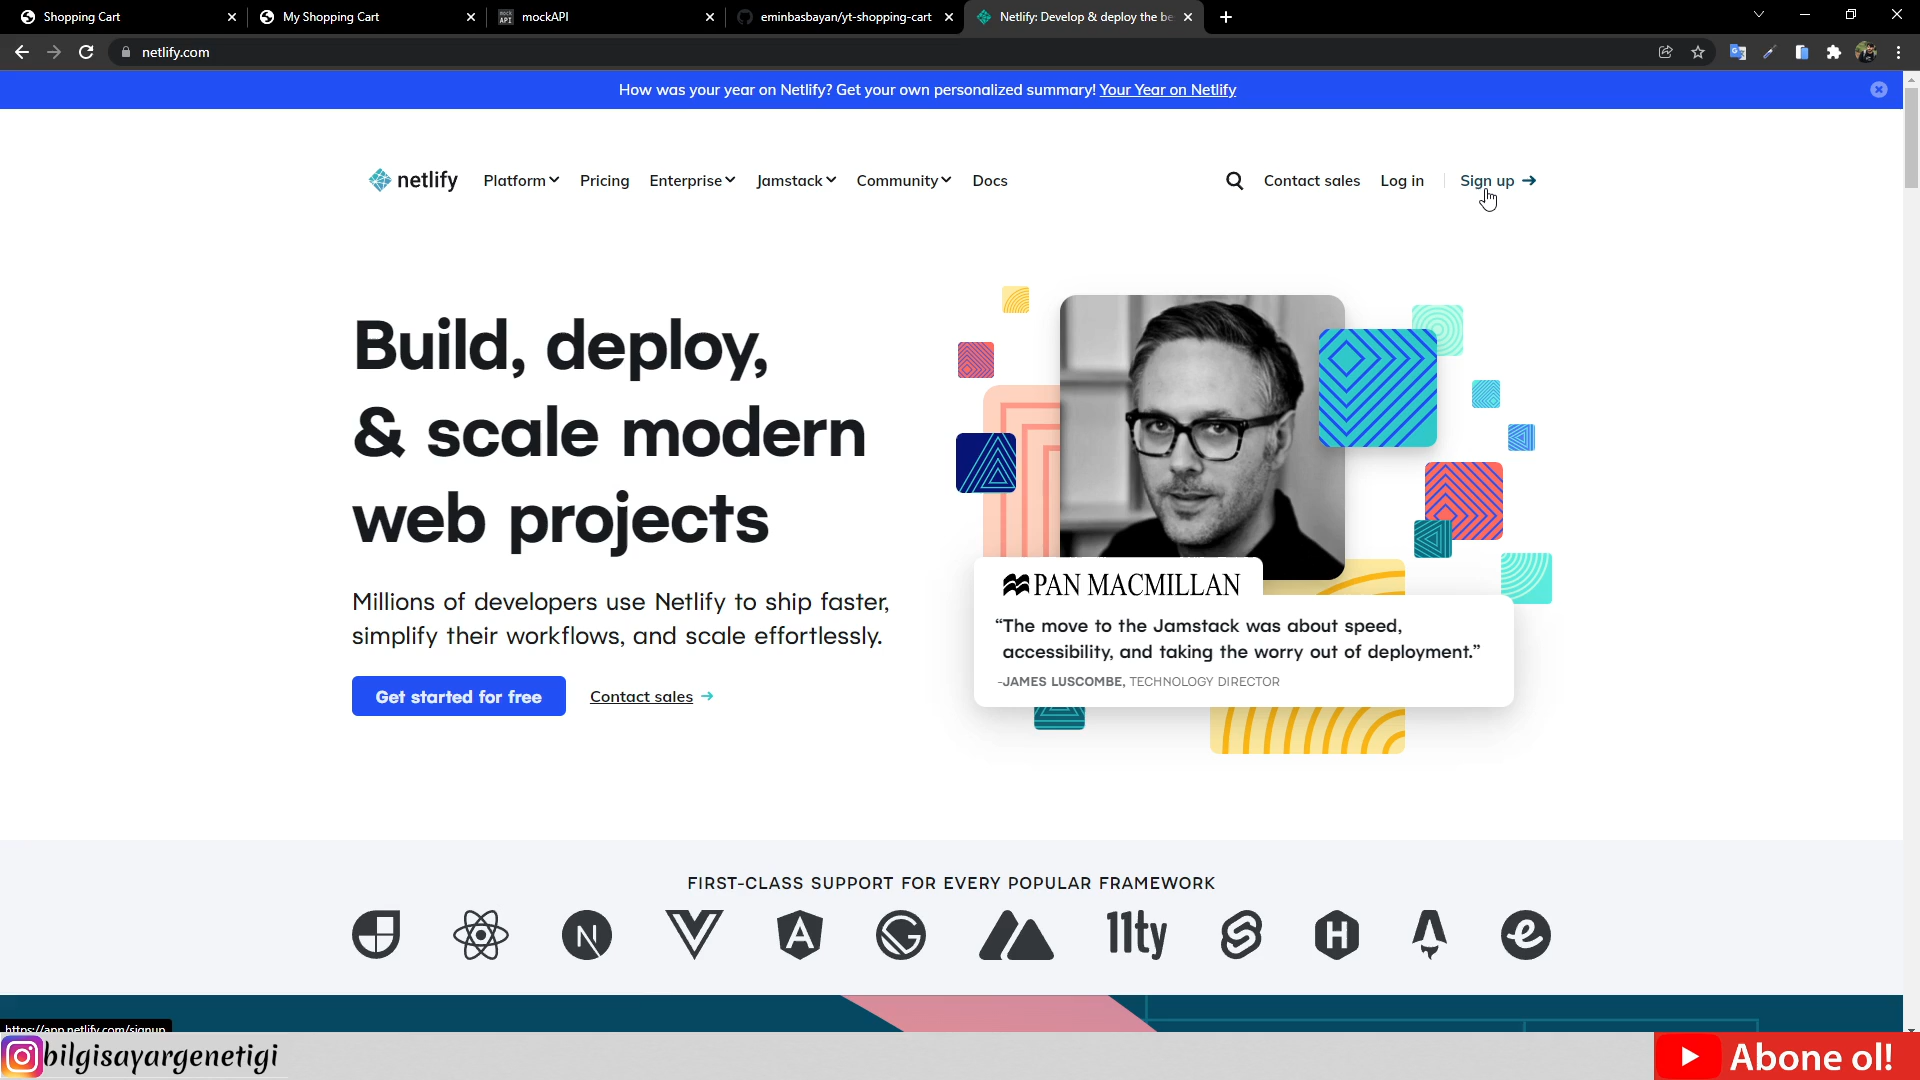 Shopping Cart
My Shopping Cart
mock API
mockAPI
eminbasbayan/yt-shopping-cart
Netlify: Develop & deploy the be
netlify.com
How was your year on Netlify? Get your own personalized summary! Your Year on Netlify
netlify
Platform
Pricing
Enterprise
Jamstack
Community
Docs
Contact sales
Log in
Sign up →
Build, deploy,
& scale modern
web projects
Millions of developers use Netlify to ship faster,
simplify their workflows, and scale effortlessly.
Get started for free
Contact sales →
PAN MACMILLAN
“The move to the Jamstack was about speed,
accessibility, and taking the worry out of deployment.”
-JAMES LUSCOMBE, TECHNOLOGY DIRECTOR
FIRST-CLASS SUPPORT FOR EVERY POPULAR FRAMEWORK
N
A
G
11ty
S
H
e
https://app.netlify.com/signup
bilgisayargenetigi
Abone ol!